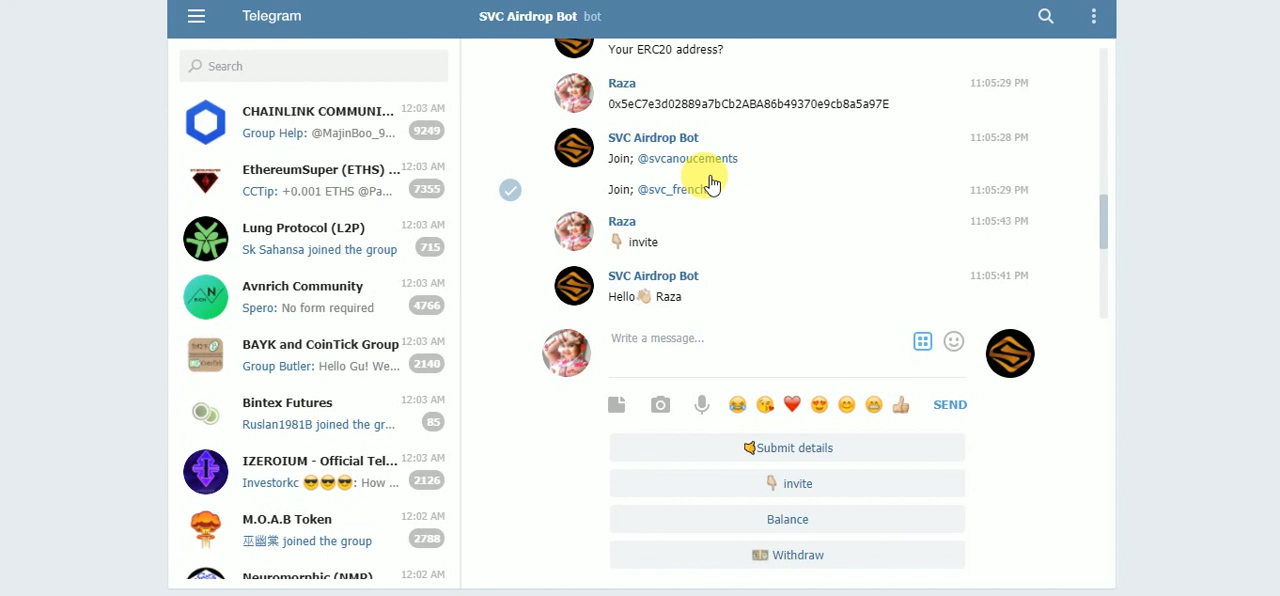 Telegram
SVC Airdrop Bot bot
Search
CHAINLINK COMMUNI... 12:03 AM
Group Help: @MajinBoo_9... 9249
EthereumSuper (ETHS) ... 12:03 AM
CCTip: +0.001 ETHS @Pa... 7355
Lung Protocol (L2P) 12:03 AM
Sk Sahansa joined the group 715
Avnrich Community 12:03 AM
Spero: No form required 4766
BAYK and CoinTick Group 12:03 AM
Group Butler: Hello Gu! We... 2140
Bintex Futures 12:03 AM
Ruslan1981B joined the gr... 85
IZEROIUM - Official Tel... 12:03 AM
Investorkc 😎😎😎: How ... 2126
M.O.A.B Token 12:02 AM
巫幽棠 joined the group 2788
Neuromorphic (NMP) 12:02 AM
Your ERC20 address?
Raza 11:05:29 PM
0x5eC7e3d02889a7bCb2ABA86b49370e9cb8a5a97E
SVC Airdrop Bot 11:05:28 PM
Join; @svcanoucements
Join; @svc_french 11:05:29 PM
Raza 11:05:43 PM
👇🏼 invite
SVC Airdrop Bot 11:05:41 PM
Hello👋🏼 Raza
Write a message...
SEND
Submit details
👇🏼 invite
Balance
💵 Withdraw